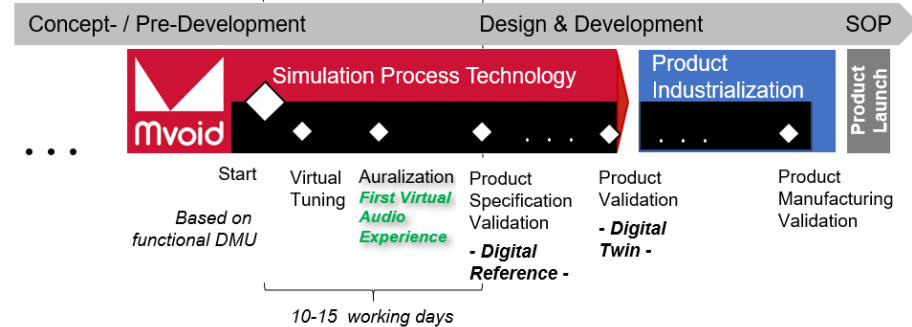 Concept- / Pre-Development
Design & Development
SOP
Mvoid
Simulation Process Technology
Product
Industrialization
Product
Launch
. . .
. . .
. . .
Start
Based on
functional DMU
Virtual
Tuning
Auralization
First Virtual
Audio
Experience
Product
Specification
Validation
- Digital
Reference -
Product
Validation
- Digital
Twin -
Product
Manufacturing
Validation
10-15 working days